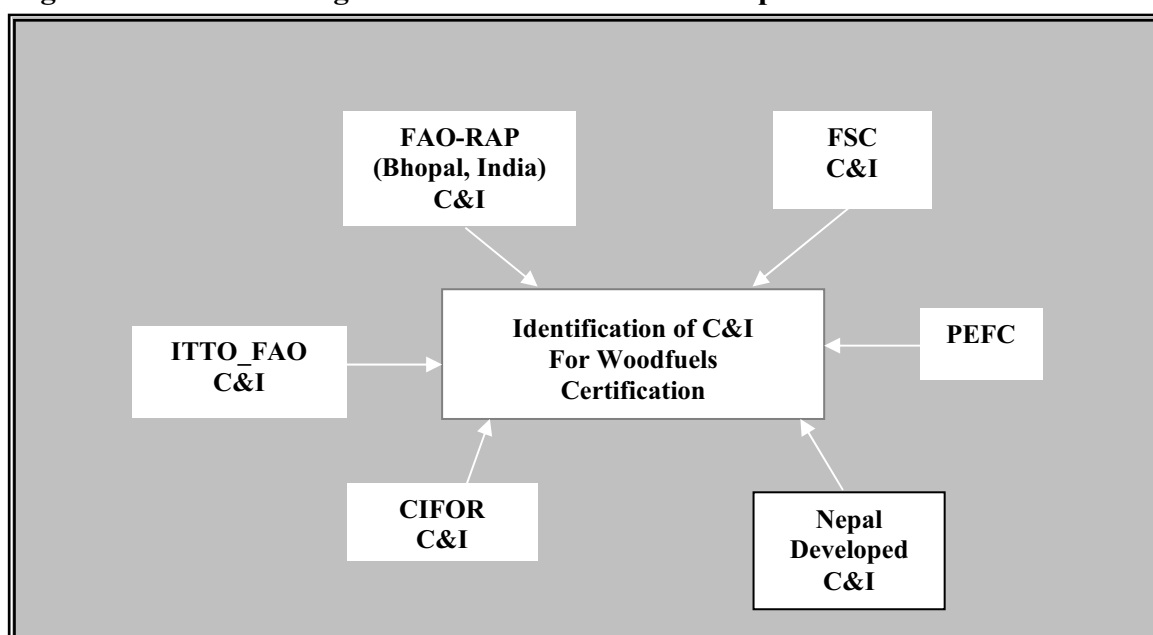 FAO-RAP
(Bhopal, India)
C&I
FSC
C&I
Identification of C&I
For Woodfuels
Certification
PEFC
ITTO_FAO
C&I
CIFOR
C&I
Nepal
Developed
C&I